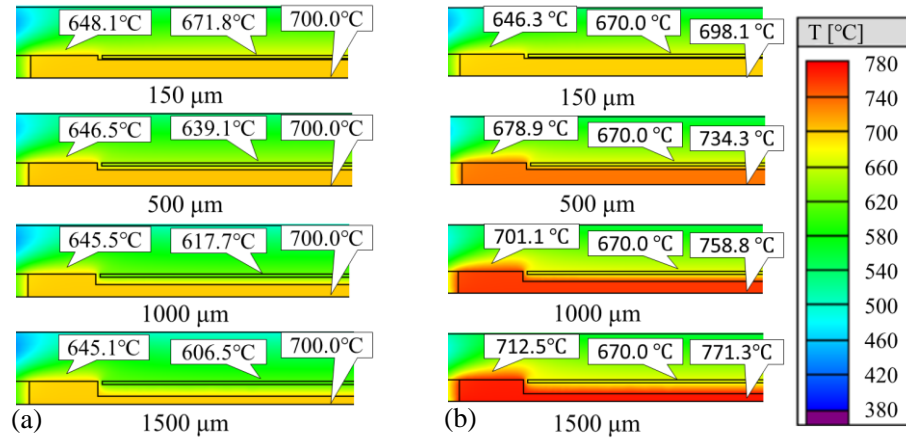 648.1℃ 671.8℃ 700.0℃
150 μm
646.5℃ 639.1℃ 700.0℃
500 μm
645.5℃ 617.7℃ 700.0℃
1000 μm
645.1℃ 606.5℃ 700.0℃
(a) 1500 μm
646.3 ℃ 670.0 ℃ 698.1 ℃
150 μm
678.9 ℃ 670.0 ℃ 734.3 ℃
500 μm
701.1 ℃ 670.0 ℃ 758.8 ℃
1000 μm
712.5 ℃ 670.0 ℃ 771.3℃
(b) 1500 μm
T [℃]
780
740
700
660
620
580
540
500
460
420
380